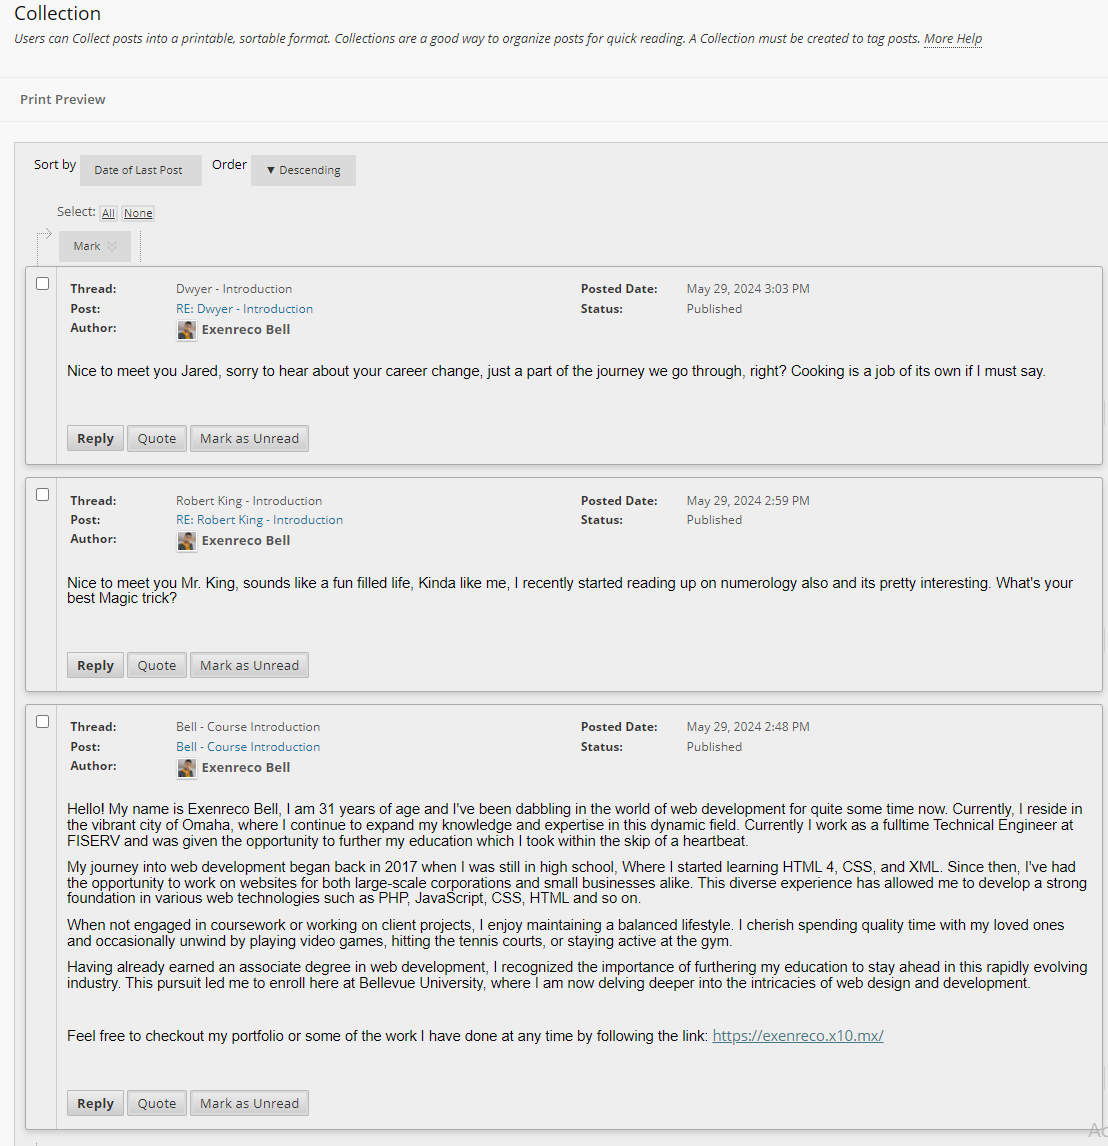 Collection
Users can Collect posts into a printable, sortable format. Collections are a good way to organize posts for quick reading. A Collection must be created to tag posts. More Help
Print Preview
Sort by Date of Last Post Order ▼ Descending
Select: All None
Mark
Thread: Dwyer - Introduction Posted Date: May 29, 2024 3:03 PM
Post: RE: Dwyer - Introduction Status: Published
Author: Exenreco Bell
Nice to meet you Jared, sorry to hear about your career change, just a part of the journey we go through, right? Cooking is a job of its own if I must say.
Reply Quote Mark as Unread
Thread: Robert King - Introduction Posted Date: May 29, 2024 2:59 PM
Post: RE: Robert King - Introduction Status: Published
Author: Exenreco Bell
Nice to meet you Mr. King, sounds like a fun filled life, Kinda like me, I recently started reading up on numerology also and its pretty interesting. What's your
best Magic trick?
Reply Quote Mark as Unread
Thread: Bell - Course Introduction Posted Date: May 29, 2024 2:48 PM
Post: Bell - Course Introduction Status: Published
Author: Exenreco Bell
Hello! My name is Exenreco Bell, I am 31 years of age and I've been dabbling in the world of web development for quite some time now. Currently, I reside in
the vibrant city of Omaha, where I continue to expand my knowledge and expertise in this dynamic field. Currently I work as a fulltime Technical Engineer at
FISERV and was given the opportunity to further my education which I took within the skip of a heartbeat.
My journey into web development began back in 2017 when I was still in high school, Where I started learning HTML 4, CSS, and XML. Since then, I've had
the opportunity to work on websites for both large-scale corporations and small businesses alike. This diverse experience has allowed me to develop a strong
foundation in various web technologies such as PHP, JavaScript, CSS, HTML and so on.
When not engaged in coursework or working on client projects, I enjoy maintaining a balanced lifestyle. I cherish spending quality time with my loved ones
and occasionally unwind by playing video games, hitting the tennis courts, or staying active at the gym.
Having already earned an associate degree in web development, I recognized the importance of furthering my education to stay ahead in this rapidly evolving
industry. This pursuit led me to enroll here at Bellevue University, where I am now delving deeper into the intricacies of web design and development.
Feel free to checkout my portfolio or some of the work I have done at any time by following the link: https://exenreco.x10.mx/
Reply Quote Mark as Unread